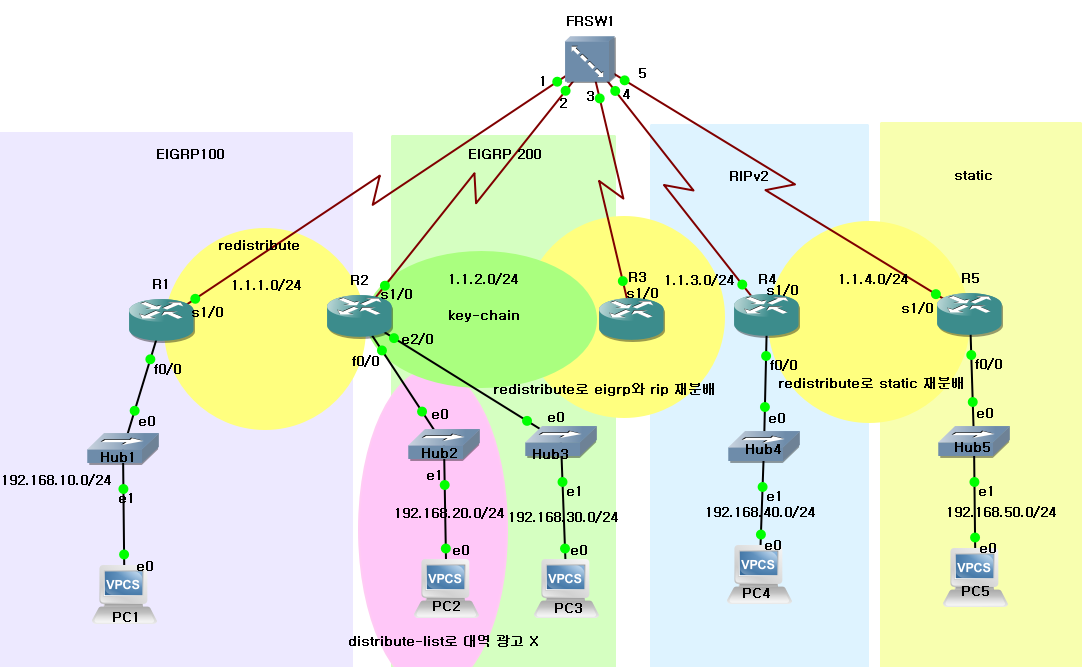 FRSW1
1
2
3
4
5
EIGRP100
EIGRP 200
RIPv2
static
redistribute
R1
1.1.1.0/24
s1/0
R2
s1/0
1.1.2.0/24
key-chain
R3
s1/0
1.1.3.0/24
R4
s1/0
1.1.4.0/24
R5
s1/0
f0/0
f0/0
e2/0
redistribute로 eigrp와 rip 재분배
f0/0
redistribute로 static 재분배
f0/0
e0
Hub1
e0
Hub2
e0
Hub3
e0
Hub4
e0
Hub5
192.168.10.0/24
e1
e1
192.168.20.0/24
e1
192.168.30.0/24
e1
192.168.40.0/24
e1
192.168.50.0/24
e0
VPCS
PC1
e0
VPCS
PC2
e0
VPCS
PC3
e0
VPCS
PC4
e0
VPCS
PC5
distribute-list로 대역 광고 X